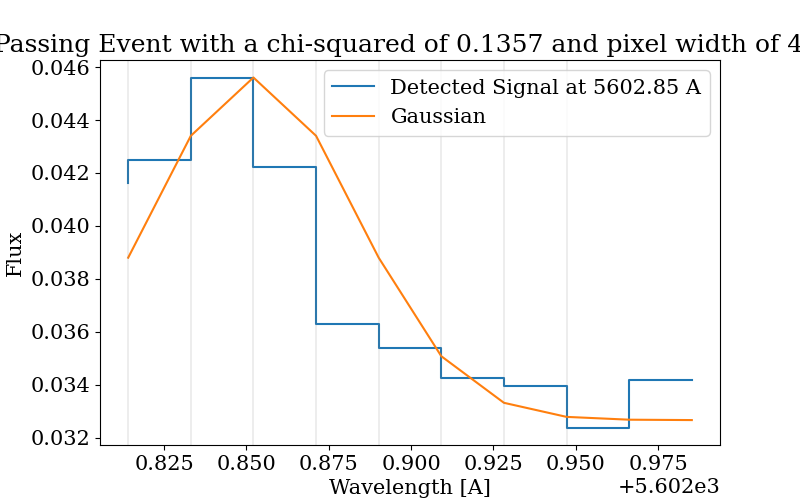 Passing Event with a chi-squared of 0.1357 and pixel width of 4
Detected Signal at 5602.85 A
Gaussian
Flux
0.046
0.044
0.042
0.040
0.038
0.036
0.034
0.032
0.825 0.850 0.875 0.900 0.925 0.950 0.975
+5.602e3
Wavelength [A]